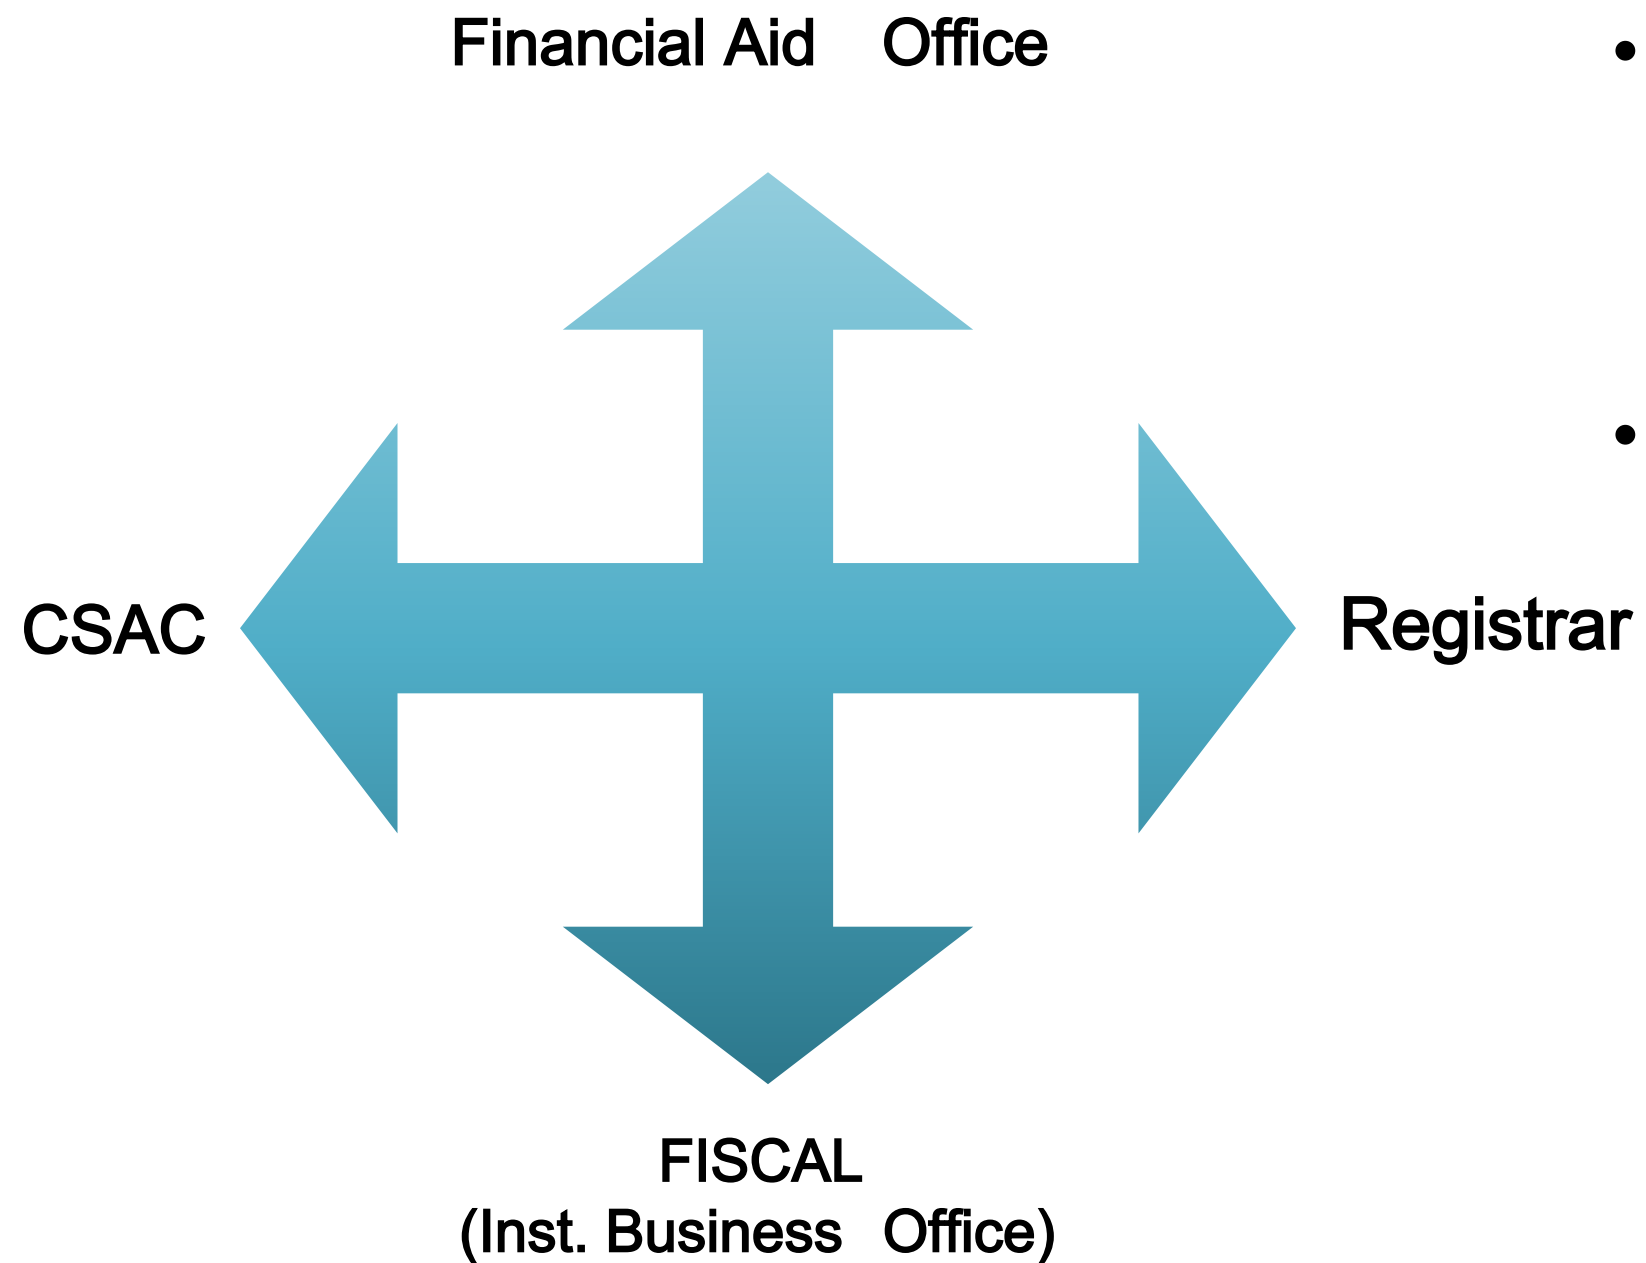 Financial Aid Office
•
•
CSAC
Registrar
FISCAL
(Inst. Business Office)